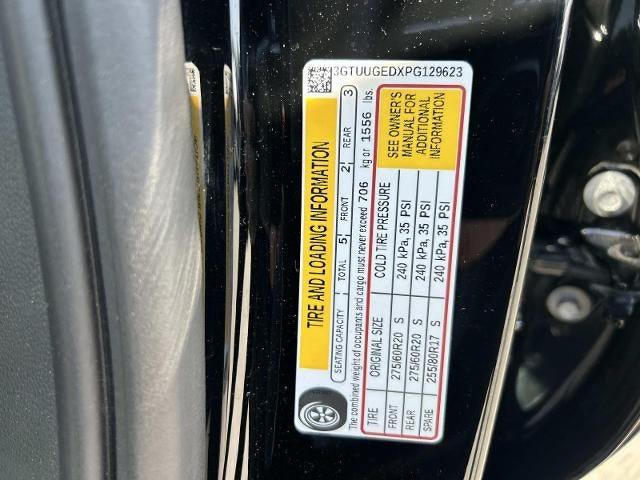 3GTUUGEDXPG129623
TIRE AND LOADING INFORMATION
SEATING CAPACITY TOTAL 5 FRONT 2 REAR 3
The combined weight of occupants and cargo must never exceed 706 kg or 1556 lbs.
TIRE ORIGINAL SIZE COLD TIRE PRESSURE SEE OWNER'S MANUAL FOR ADDITIONAL INFORMATION
FRONT 275/60R20 S 240 kPa, 35 PSI
REAR 275/60R20 S 240 kPa, 35 PSI
SPARE 255/80R17 S 240 kPa, 35 PSI